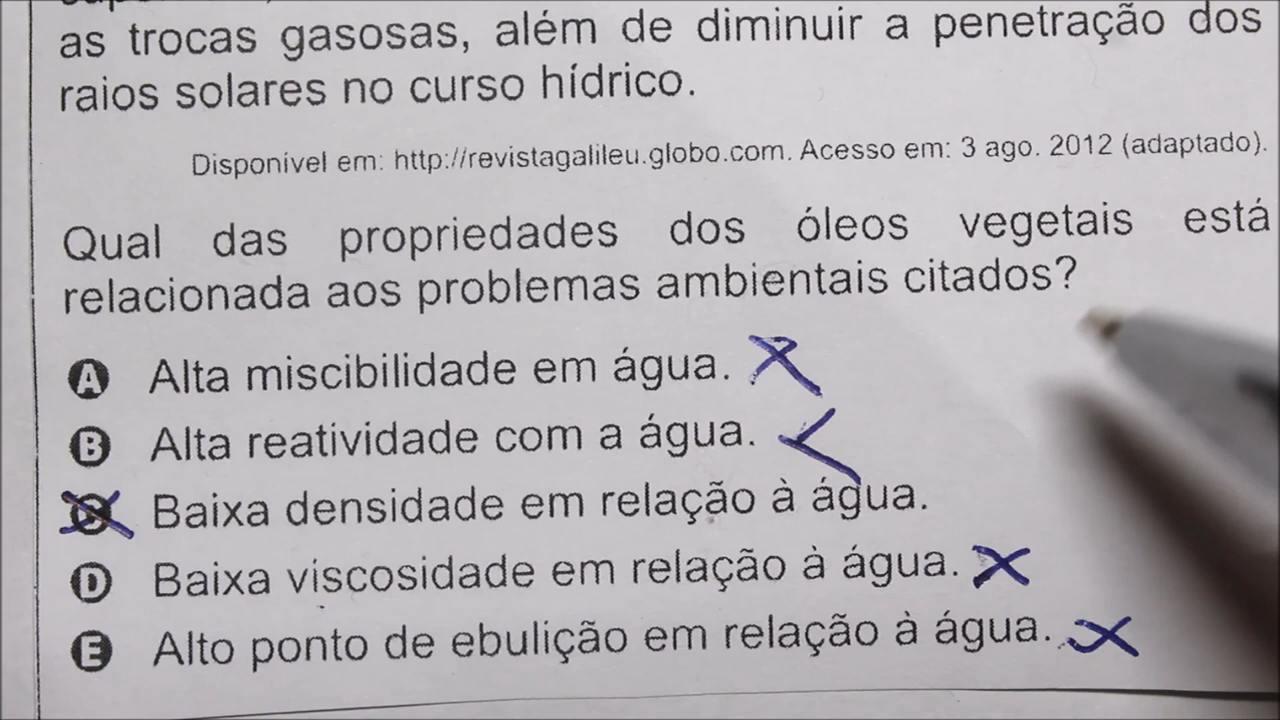 as trocas gasosas, além de diminuir a penetração dos
raios solares no curso hídrico.
Disponível em: http://revistagalileu.globo.com. Acesso em: 3 ago. 2012 (adaptado).
Qual das propriedades dos óleos vegetais está
relacionada aos problemas ambientais citados?
A Alta miscibilidade em água.
B Alta reatividade com a água.
C Baixa densidade em relação à água.
D Baixa viscosidade em relação à água.
E Alto ponto de ebulição em relação à água.